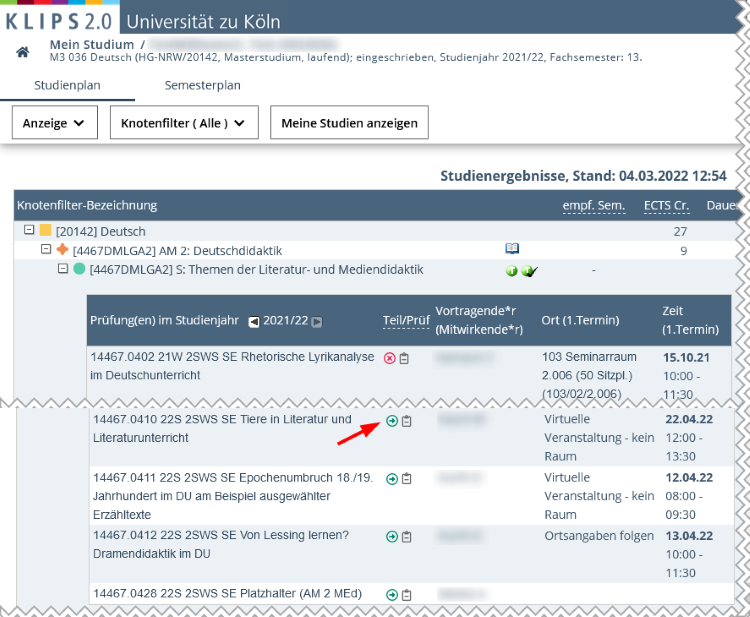 KLIPS2.0 Universität zu Köln
Mein Studium /
M3 036 Deutsch (HG-NRW/20142, Masterstudium, laufend); eingeschrieben, Studienjahr 2021/22, Fachsemester: 13.
Studienplan Semesterplan
Anzeige Knotenfilter ( Alle ) Meine Studien anzeigen
Studienergebnisse, Stand: 04.03.2022 12:54
Knotenfilter-Bezeichnung empf. Sem. ECTS Cr. Daue
[20142] Deutsch 27
[4467DMLGA2] AM 2: Deutschdidaktik 9
[4467DMLGA2] S: Themen der Literatur- und Mediendidaktik -
Prüfung(en) im Studienjahr 2021/22 Teil/Prüf Vortragende*r (Mitwirkende*r) Ort (1.Termin) Zeit (1.Termin)
14467.0402 21W 2SWS SE Rhetorische Lyrikanalyse 103 Seminarraum 15.10.21
im Deutschunterricht 2.006 (50 Sitzpl.) 10:00 -
(103/02/2.006) 11:30
14467.0410 22S 2SWS SE Tiere in Literatur und Virtuelle 22.04.22
Literaturunterricht Veranstaltung - kein 12:00 -
Raum 13:30
14467.0411 22S 2SWS SE Epochenumbruch 18./19. Virtuelle 12.04.22
Jahrhundert im DU am Beispiel ausgewählter Veranstaltung - kein 08:00 -
Erzähltexte Raum 09:30
14467.0412 22S 2SWS SE Von Lessing lernen? Ortsangaben folgen 13.04.22
Dramendidaktik im DU 10:00 -
11:30
14467.0428 22S 2SWS SE Platzhalter (AM 2 MEd)